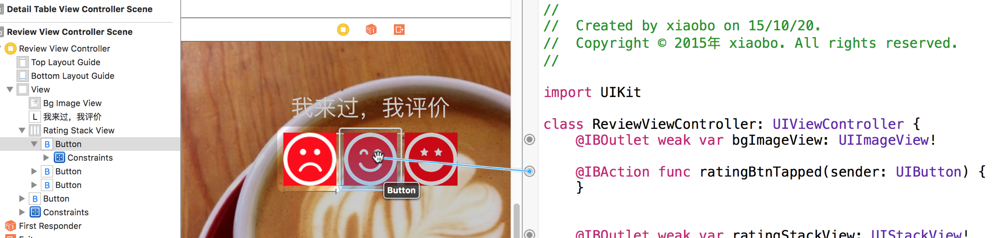 Detail Table View Controller Scene
Review View Controller Scene
Review View Controller
Top Layout Guide
Bottom Layout Guide
View
Bg Image View
L 我来过，我评价
Rating Stack View
B Button
Constraints
B Button
B Button
B Button
Constraints
First Responder
我来过，我评价
Button
//
// Created by xiaobo on 15/10/20.
// Copyright © 2015年 xiaobo. All rights reserved.
//
import UIKit
class ReviewViewController: UIViewController {
@IBOutlet weak var bgImageView: UIImageView!
@IBAction func ratingBtnTapped(sender: UIButton) {
}
@IBOutlet weak var ratingStackView: UIStackView!